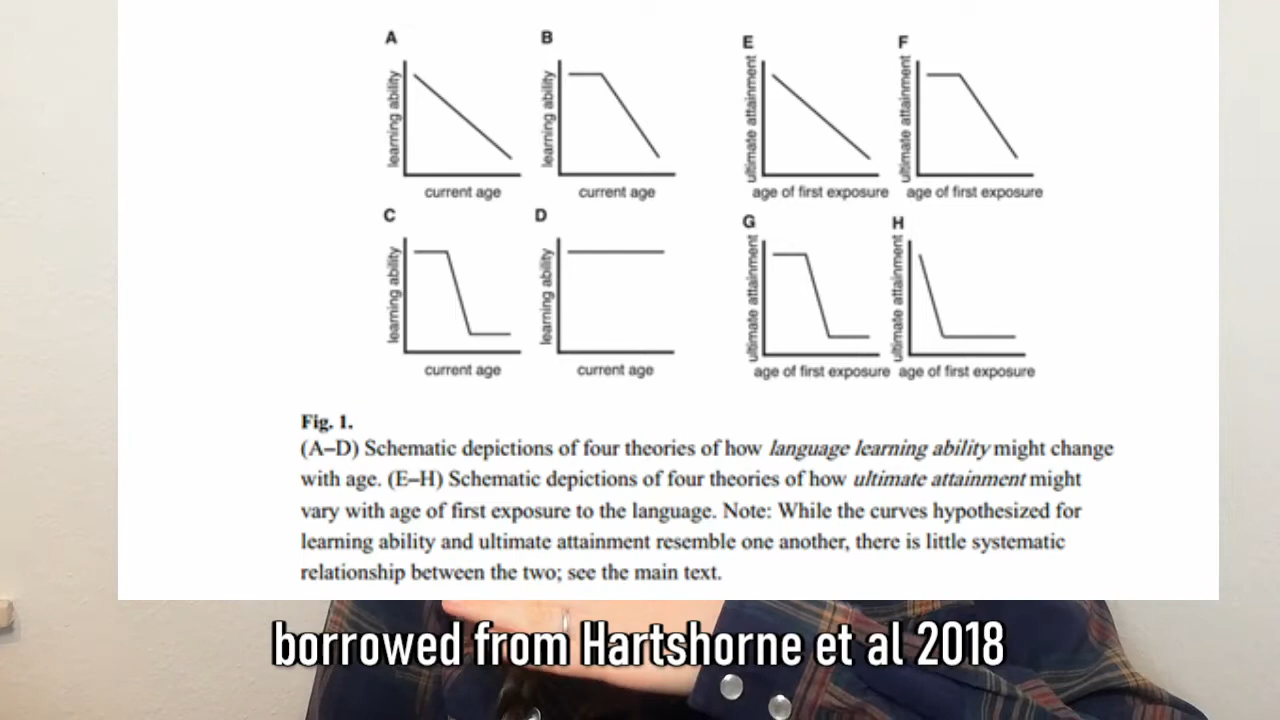 A
B
E
F
learning ability
learning ability
ultimate attainment
ultimate attainment
current age
current age
age of first exposure
age of first exposure
C
D
G
H
learning ability
learning ability
ultimate attainment
ultimate attainment
current age
current age
age of first exposure
age of first exposure
Fig. 1.
(A–D) Schematic depictions of four theories of how language learning ability might change
with age. (E–H) Schematic depictions of four theories of how ultimate attainment might
vary with age of first exposure to the language. Note: While the curves hypothesized for
learning ability and ultimate attainment resemble one another, there is little systematic
relationship between the two; see the main text.
borrowed from Hartshorne et al 2018